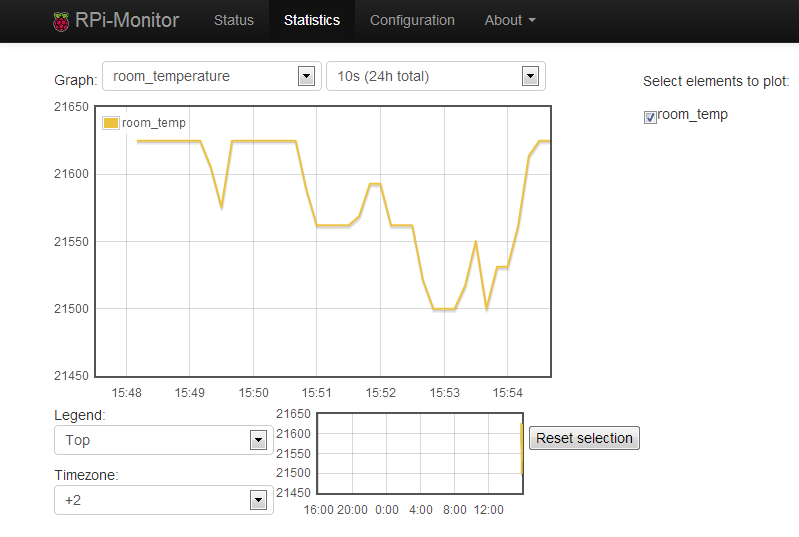 RPi-Monitor Status Statistics Configuration About
Graph: room_temperature 10s (24h total)
Select elements to plot:
room_temp
21650
room_temp
21600
21550
21500
21450
15:48 15:49 15:50 15:51 15:52 15:53 15:54
Legend:
Top
Timezone:
+2
21650
21600
21550
21500
21450
16:00 20:00 0:00 4:00 8:00 12:00
Reset selection